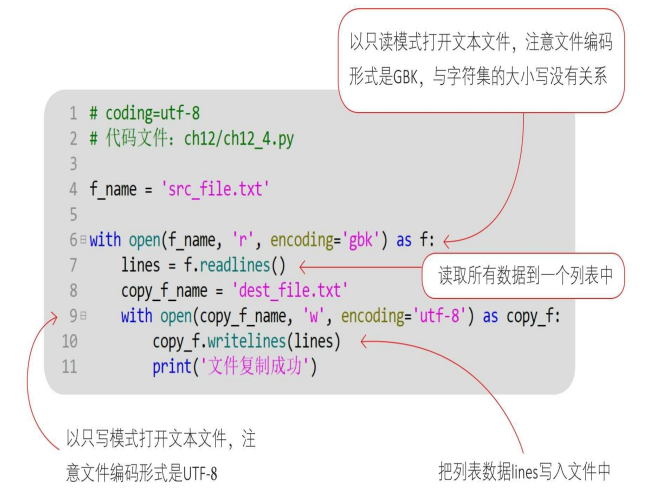 以只读模式打开文本文件，注意文件编码
形式是GBK，与字符集的大小写没有关系
1 # coding=utf-8
2 # 代码文件：ch12/ch12_4.py
3
4 f_name = 'src_file.txt'
5
6 with open(f_name, 'r', encoding='gbk') as f:
7 lines = f.readlines()
读取所有数据到一个列表中
8 copy_f_name = 'dest_file.txt'
9 with open(copy_f_name, 'w', encoding='utf-8') as copy_f:
10 copy_f.writelines(lines)
11 print('文件复制成功')
以只写模式打开文本文件，注
意文件编码形式是UTF-8
把列表数据lines写入文件中